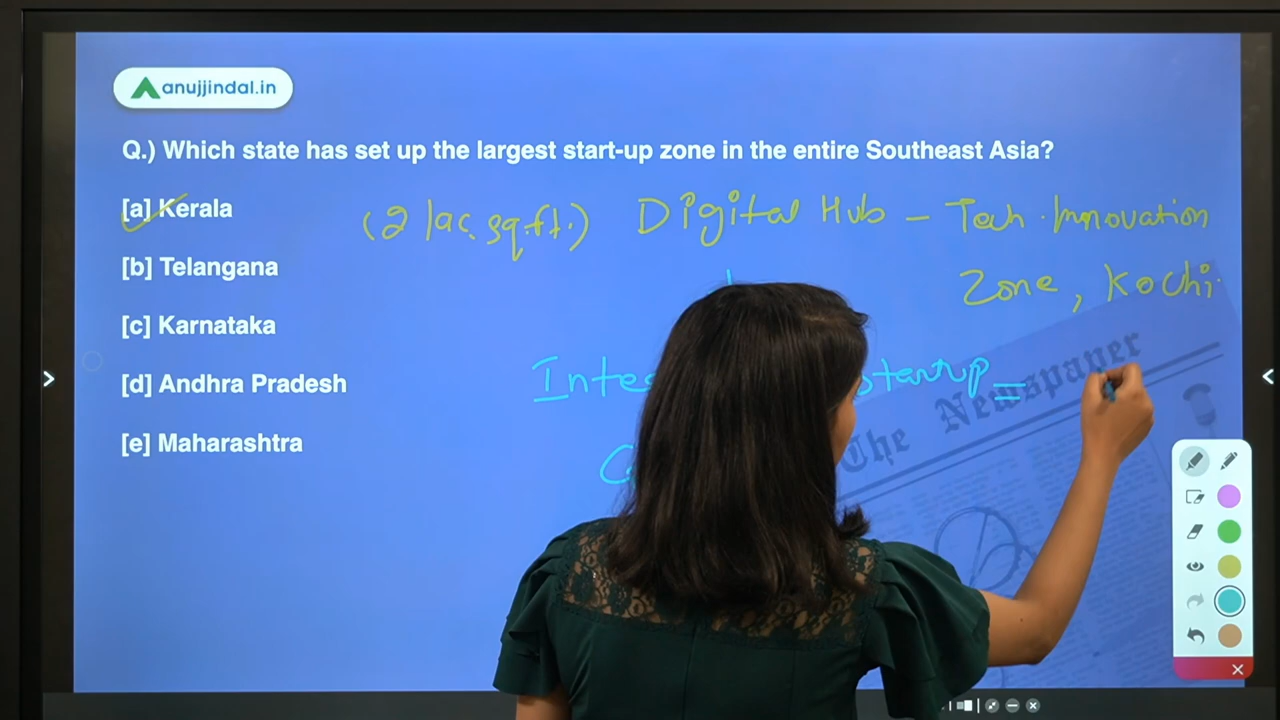 anujjindal.in
Q.) Which state has set up the largest start-up zone in the entire Southeast Asia?
[a] Kerala
(2 lac. sq.ft.) Digital Hub - Tech. Innovation
Zone, Kochi.
[b] Telangana
[c] Karnataka
The Newspaper
startup =
[d] Andhra Pradesh
[e] Maharashtra